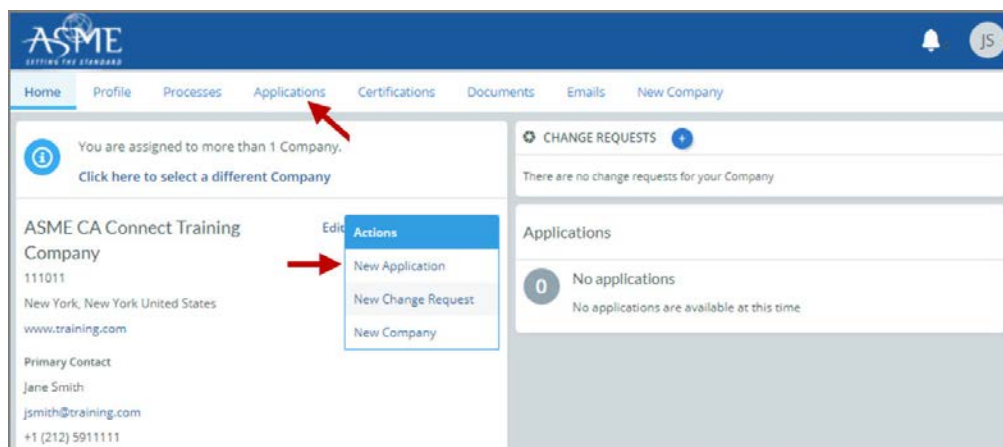 ASME
SETTING THE STANDARD
JS
Home Profile Processes Applications Certifications Documents Emails New Company
You are assigned to more than 1 Company.
Click here to select a different Company
ASME CA Connect Training
Company
111011
New York, New York United States
www.training.com
Primary Contact
Jane Smith
jsmith@training.com
+1 (212) 5911111
Edi
Actions
New Application
New Change Request
New Company
CHANGE REQUESTS +
There are no change requests for your Company
Applications
0
No applications
No applications are available at this time